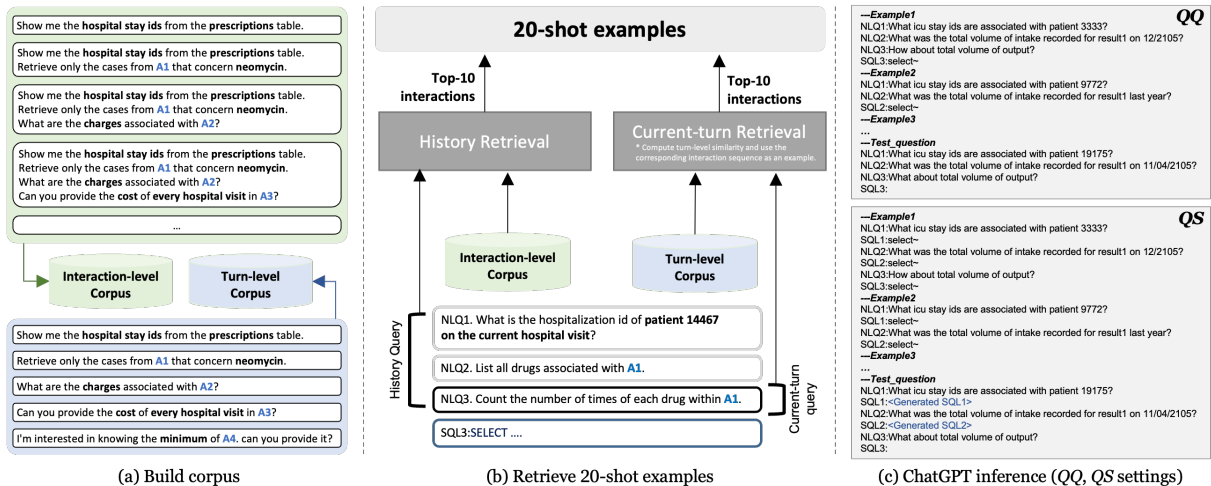 Show me the hospital stay ids from the prescriptions table.
Show me the hospital stay ids from the prescriptions table.
Retrieve only the cases from A1 that concern neomycin.
Show me the hospital stay ids from the prescriptions table.
Retrieve only the cases from A1 that concern neomycin.
What are the charges associated with A2?
Show me the hospital stay ids from the prescriptions table.
Retrieve only the cases from A1 that concern neomycin.
What are the charges associated with A2?
Can you provide the cost of every hospital visit in A3?
...
Interaction-level
Corpus
Turn-level
Corpus
Show me the hospital stay ids from the prescriptions table.
Retrieve only the cases from A1 that concern neomycin.
What are the charges associated with A2?
Can you provide the cost of every hospital visit in A3?
I'm interested in knowing the minimum of A4. can you provide it?
(a) Build corpus
20-shot examples
Top-10
interactions
Top-10
interactions
History Retrieval
Current-turn Retrieval
* Compute turn-level similarity and use the
corresponding interaction sequence as an example.
Interaction-level
Corpus
Turn-level
Corpus
History Query
NLQ1. What is the hospitalization id of patient 14467
on the current hospital visit?
NLQ2. List all drugs associated with A1.
NLQ3. Count the number of times of each drug within A1.
SQL3:SELECT ....
Current-turn
query
(b) Retrieve 20-shot examples
QQ
---Example1
NLQ1:What icu stay ids are associated with patient 3333?
NLQ2:What was the total volume of intake recorded for result1 on 12/2105?
NLQ3:How about total volume of output?
SQL3:select~
---Example2
NLQ1:What icu stay ids are associated with patient 9772?
NLQ2:What was the total volume of intake recorded for result1 last year?
SQL2:select~
---Example3
...
---Test_question
NLQ1:What icu stay ids are associated with patient 19175?
NLQ2:What was the total volume of intake recorded for result1 on 11/04/2105?
NLQ3:What about total volume of output?
SQL3:
QS
---Example1
NLQ1:What icu stay ids are associated with patient 3333?
SQL1:select~
NLQ2:What was the total volume of intake recorded for result1 on 12/2105?
SQL2:select~
NLQ3:How about total volume of output?
SQL3:select~
---Example2
NLQ1:What icu stay ids are associated with patient 9772?
SQL1:select~
NLQ2:What was the total volume of intake recorded for result1 last year?
SQL2:select~
---Example3
...
---Test_question
NLQ1:What icu stay ids are associated with patient 19175?
SQL1:<Generated SQL1>
NLQ2:What was the total volume of intake recorded for result1 on 11/04/2105?
SQL2:<Generated SQL2>
NLQ3:What about total volume of output?
SQL3:
(c) ChatGPT inference (QQ, QS settings)